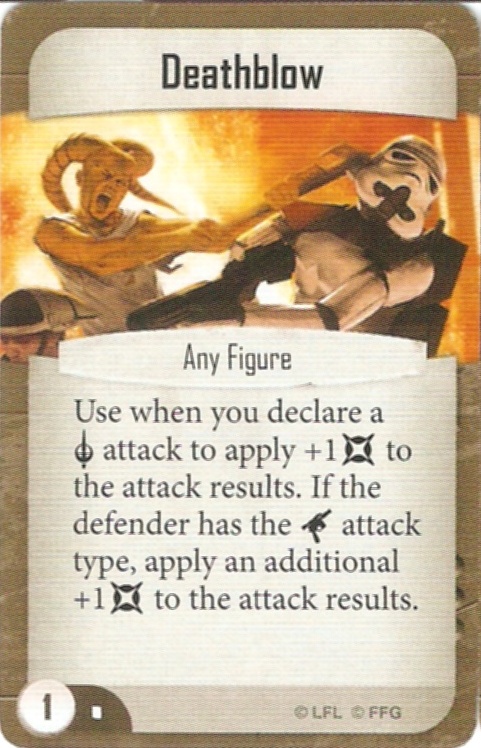 Deathblow
Any Figure
Use when you declare a
attack to apply +1 to
the attack results. If the
defender has the attack
type, apply an additional
+1 to the attack results.
1
© LFL © FFG